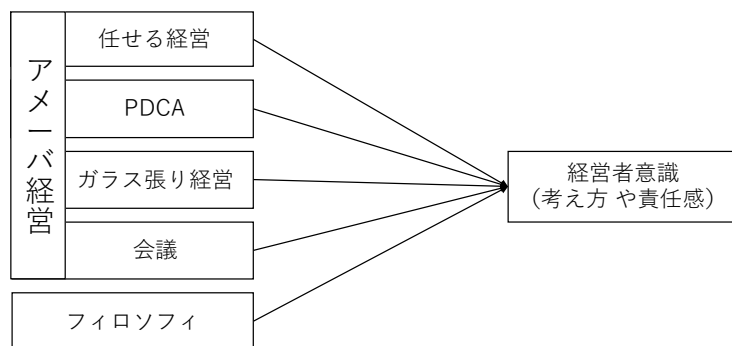 アメーバ経営
任せる経営
PDCA
ガラス張り経営
会議
フィロソフィ
経営者意識
(考え方 や責任感)